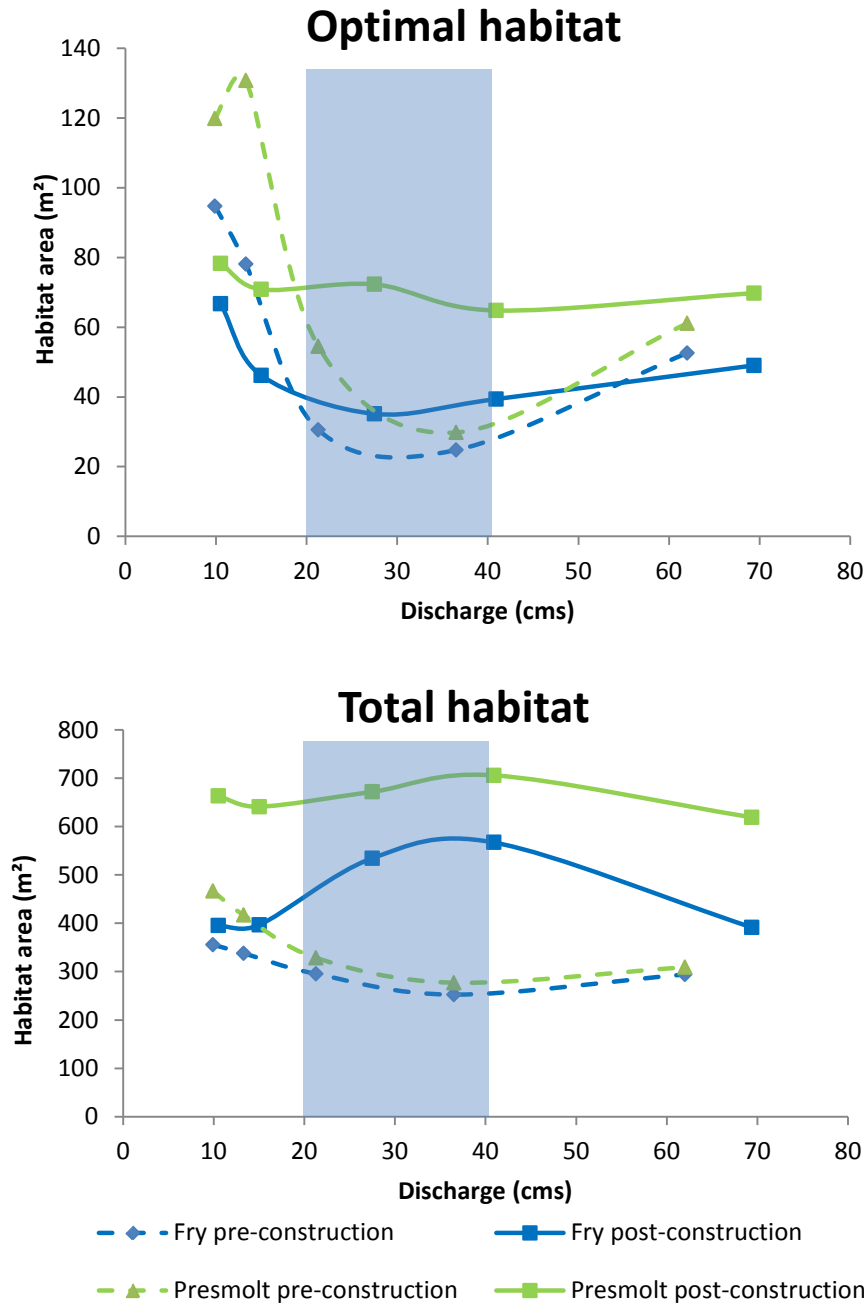 Optimal habitat
140
120
100
80
60
40
20
0
Habitat area (m²)
0 10 20 30 40 50 60 70 80
Discharge (cms)
Total habitat
800
700
600
500
400
300
200
100
0
Habitat area (m²)
0 10 20 30 40 50 60 70 80
Discharge (cms)
Fry pre-construction Fry post-construction
Presmolt pre-construction Presmolt post-construction